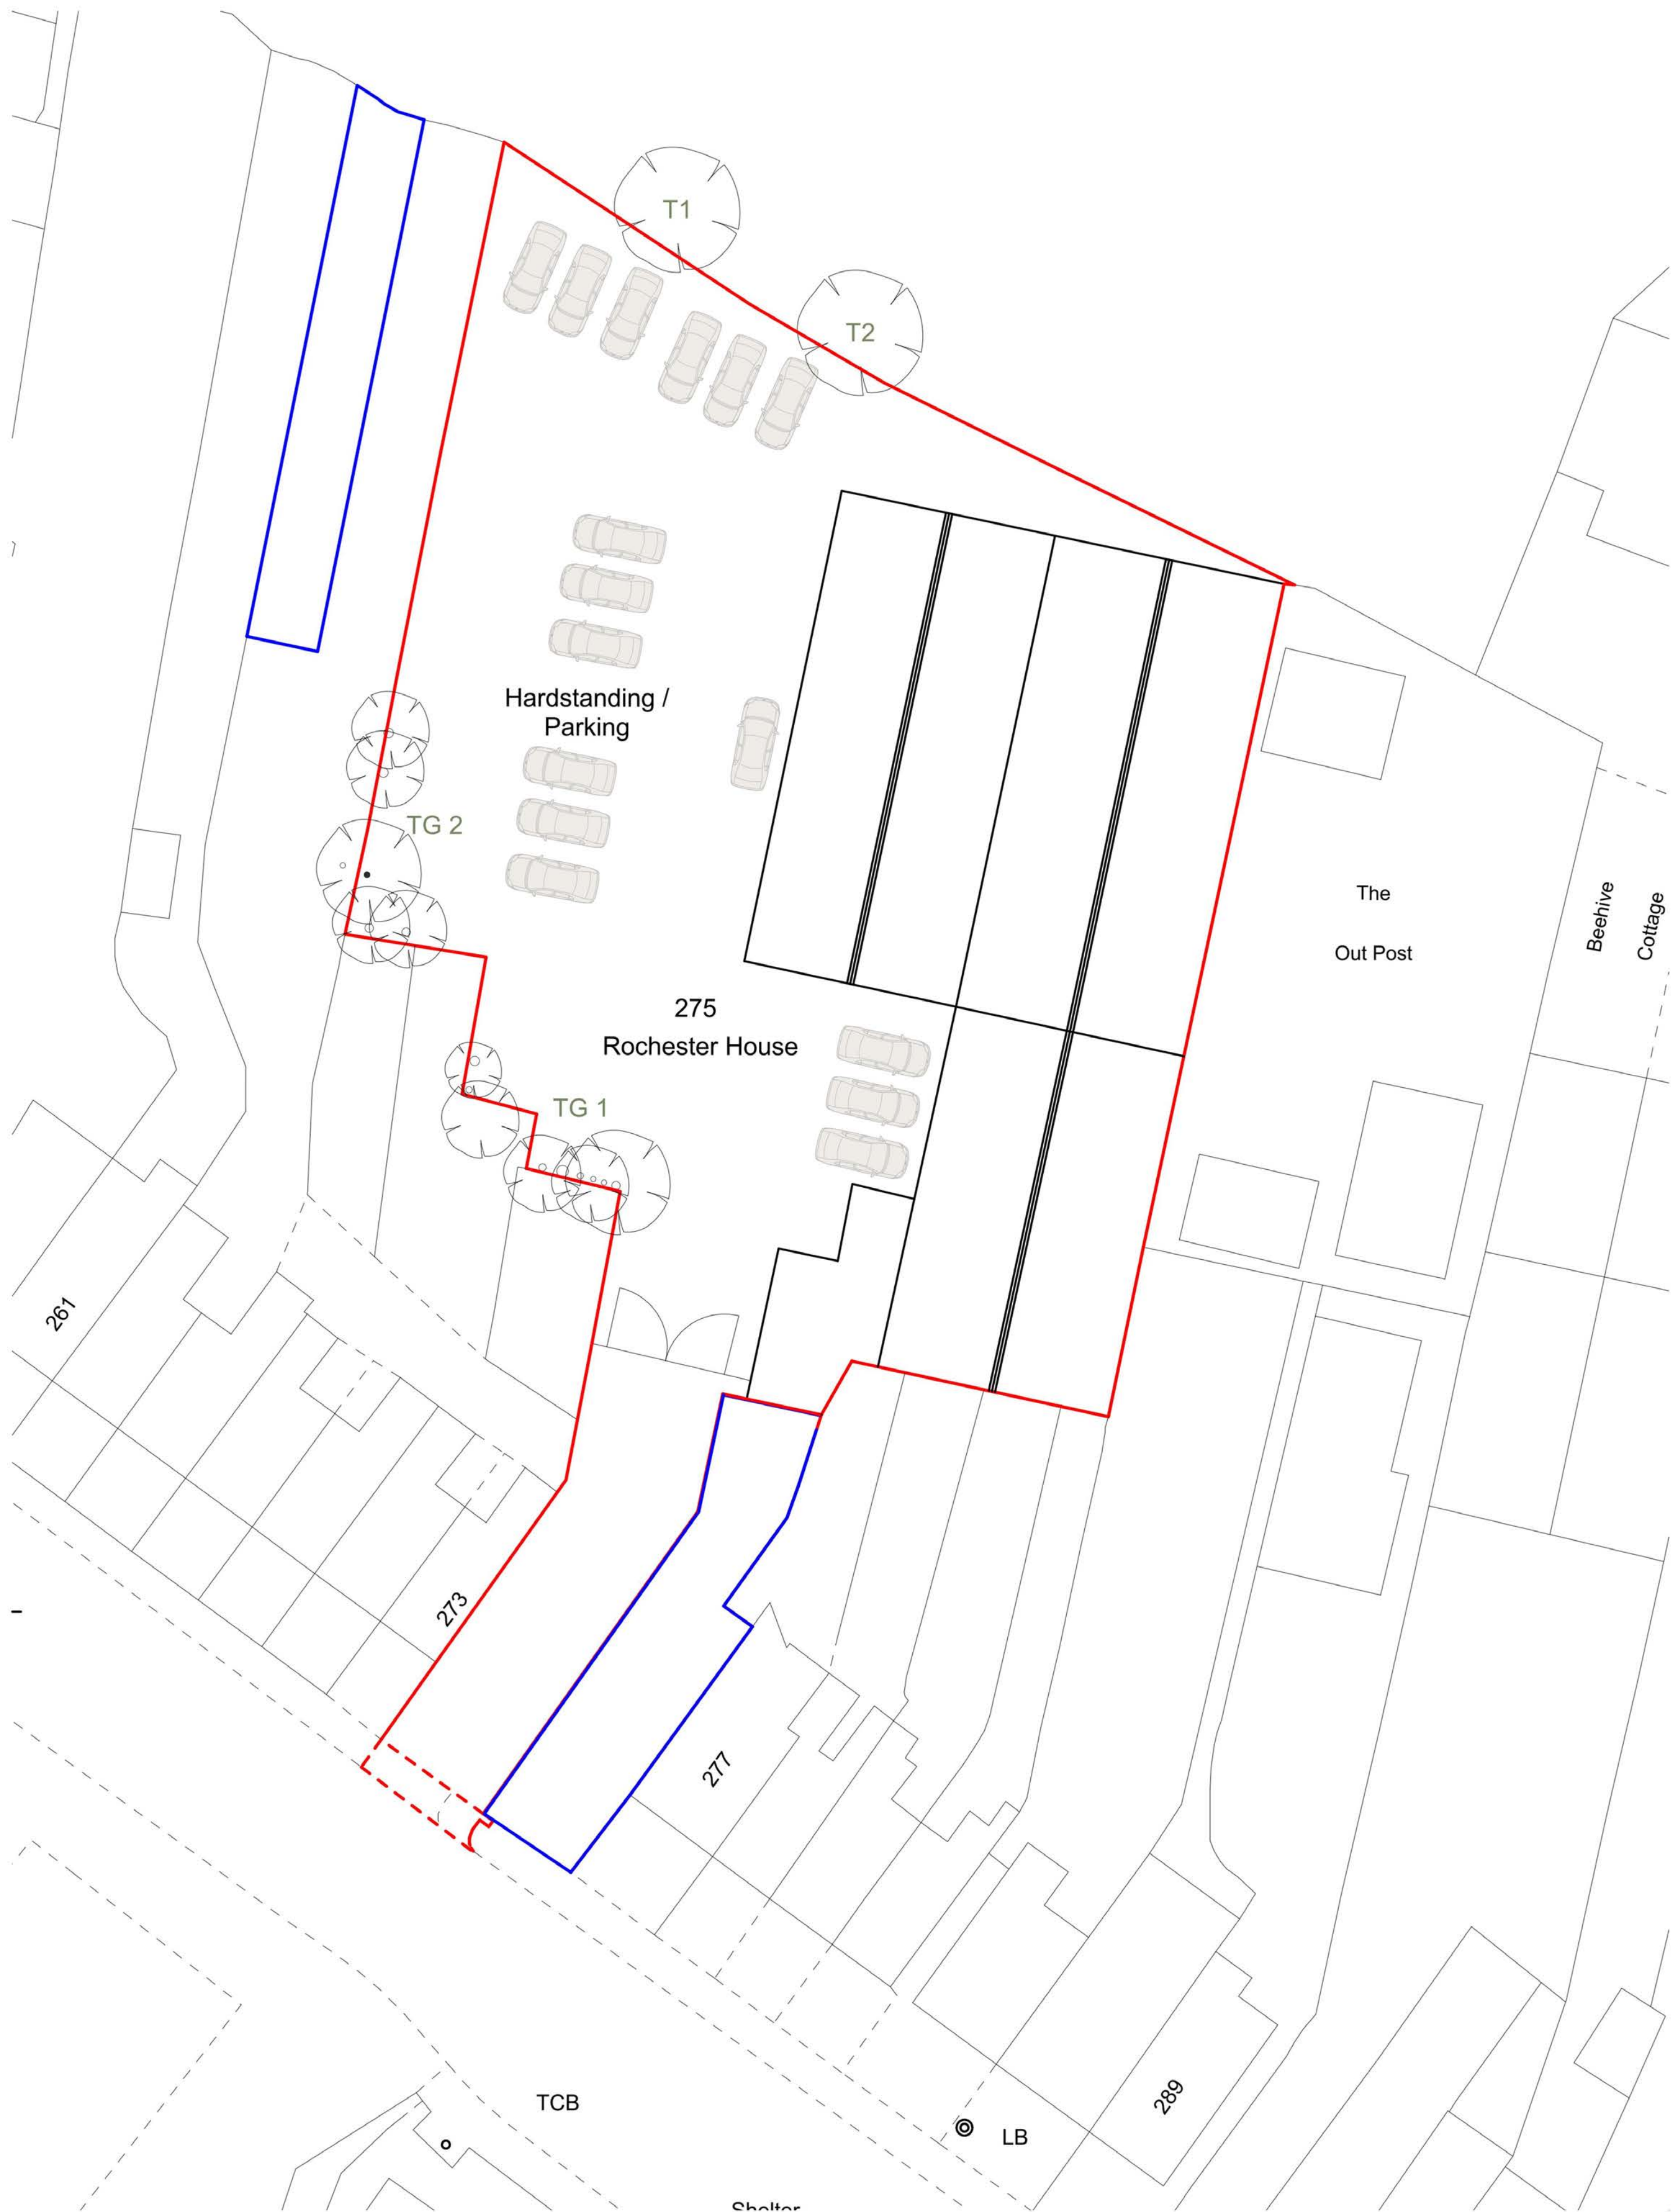 T1
T2
Hardstanding /
Parking
TG 2
The
Out Post
Beehive
Cottage
275
Rochester House
TG 1
261
273
277
289
TCB
LB
Shelter